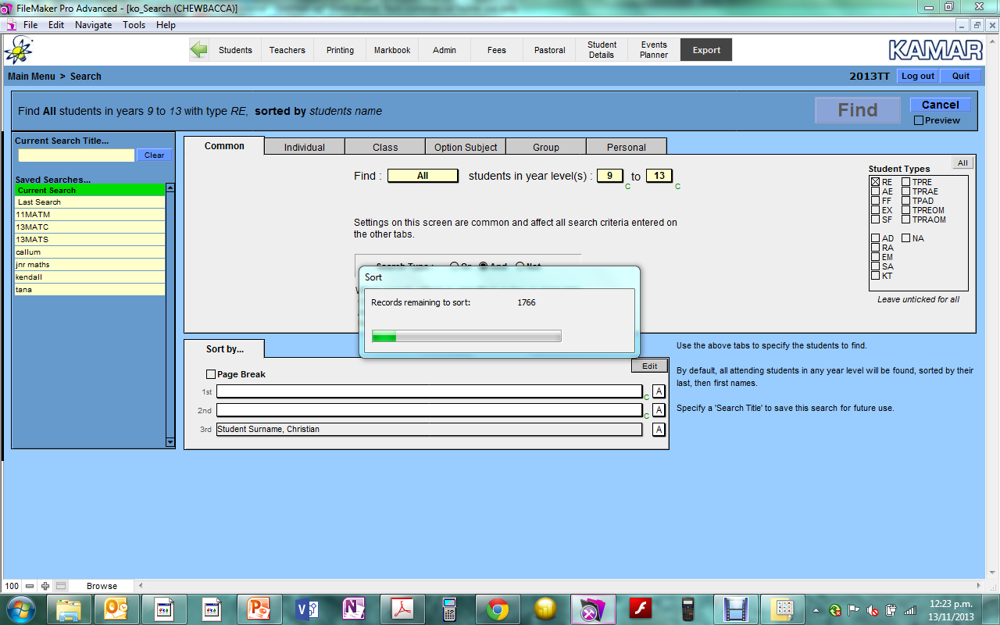 FileMaker Pro Advanced - [ko_Search (CHEWBACCA)]
File Edit Navigate Tools Help
Students Teachers Printing Markbook Admin Fees Pastoral Student Details Events Planner Export KAMAR
Main Menu > Search 2013TT Log out Quit
Find All students in years 9 to 13 with type RE, sorted by students name
Find
Cancel
Preview
Current Search Title...
Clear
Saved Searches...
Current Search
Last Search
11MATM
13MATC
13MATS
callum
jnr maths
kendall
tana
Common Individual Class Option Subject Group Personal
Find : All students in year level(s) : 9 C to 13 C
Settings on this screen are common and affect all search criteria entered on
the other tabs.
Search Type : Or And Not
All
Student Types
RE TPRE
AE TPRAE
FF TPAD
EX TPREOM
SF TPRAOM
AD NA
RA
EM
SA
KT
Leave unticked for all
Sort
Records remaining to sort: 1766
Sort by...
Edit
Page Break
1st C A
2nd C A
3rd Student Surname, Christian A
Use the above tabs to specify the students to find.
By default, all attending students in any year level will be found, sorted by their
last, then first names.
Specify a 'Search Title' to save this search for future use.
100 Browse
12:23 p.m.
13/11/2013